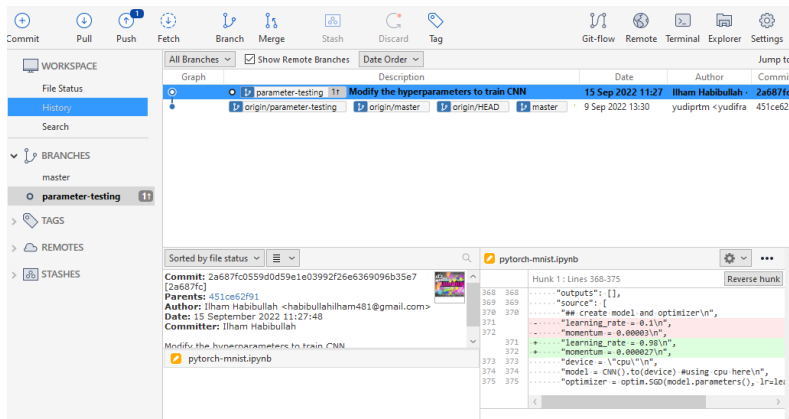 1
Commit Pull Push Fetch Branch Merge Stash Discard Tag Git-flow Remote Terminal Explorer Settings
WORKSPACE
File Status
History
Search
BRANCHES
master
parameter-testing 1↑
TAGS
REMOTES
STASHES
All Branches Show Remote Branches Date Order Jump to
Graph Description Date Author Commi
parameter-testing 1↑ Modify the hyperparameters to train CNN 15 Sep 2022 11:27 Ilham Habibullah 2a687fc
origin/parameter-testing origin/master origin/HEAD master 9 Sep 2022 13:30 yudiprtm <yudifra 451ce62
Sorted by file status
Commit: 2a687fc0559d0d59e1e03992f26e6369096b35e7
[2a687fc]
Parents: 451ce62f91
Author: Ilham Habibullah <habibullahilham481@gmail.com>
Date: 15 September 2022 11:27:48
Committer: Ilham Habibullah
Modify the hyperparameters to train CNN
pytorch-mnist.ipynb
pytorch-mnist.ipynb
Hunk 1 : Lines 368-375 Reverse hunk
368 368 "outputs": [],
369 369 "source": [
370 370 "## create model and optimizer\n",
371 - "learning_rate = 0.1\n",
372 - "momentum = 0.00003\n",
371 + "learning_rate = 0.98\n",
372 + "momentum = 0.000027\n",
373 373 "device = \"cpu\"\n",
374 374 "model = CNN().to(device) #using cpu here\n",
375 375 "optimizer = optim.SGD(model.parameters(), lr=lea